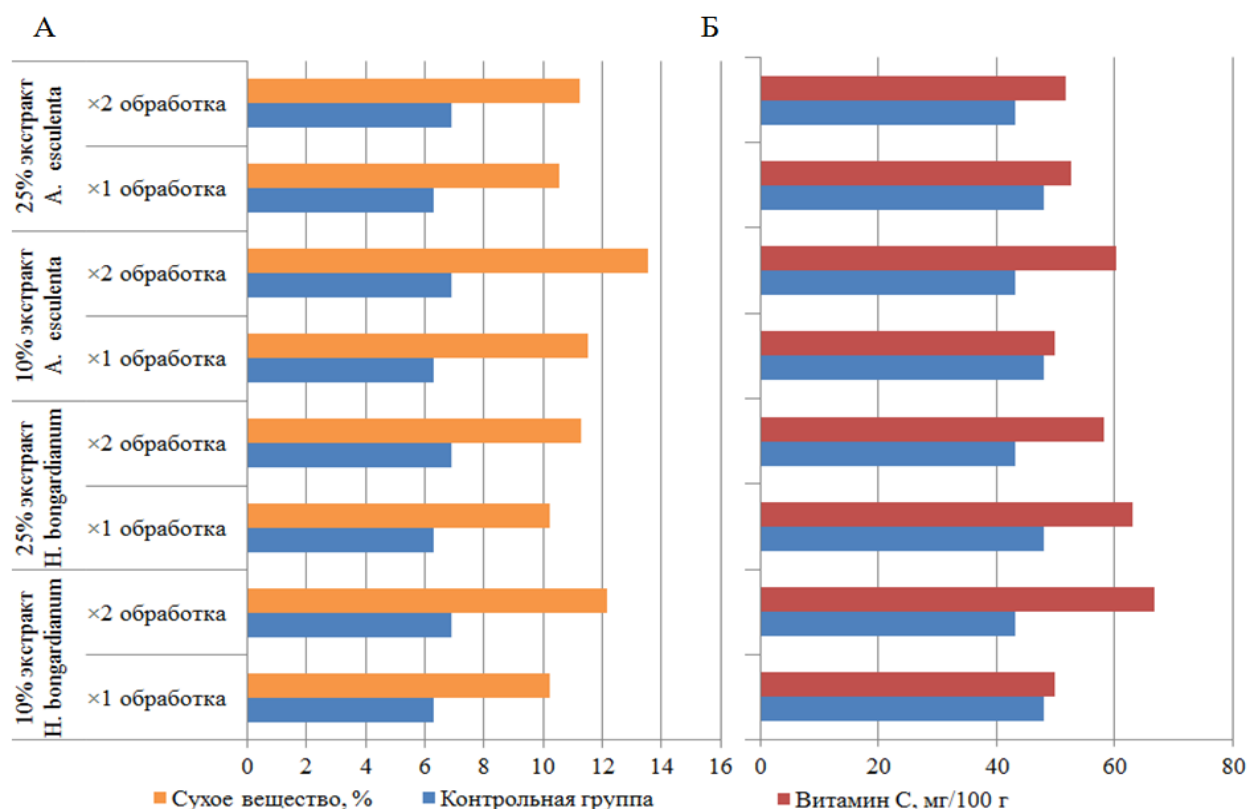 А
Б
25% экстракт
A. esculenta
×2 обработка
×1 обработка
10% экстракт
A. esculenta
×2 обработка
×1 обработка
25% экстракт
H. bongardianum
×2 обработка
×1 обработка
10% экстракт
H. bongardianum
×2 обработка
×1 обработка
0 2 4 6 8 10 12 14 16
0 20 40 60 80
Сухое вещество, % Контрольная группа
Витамин С, мг/100 г